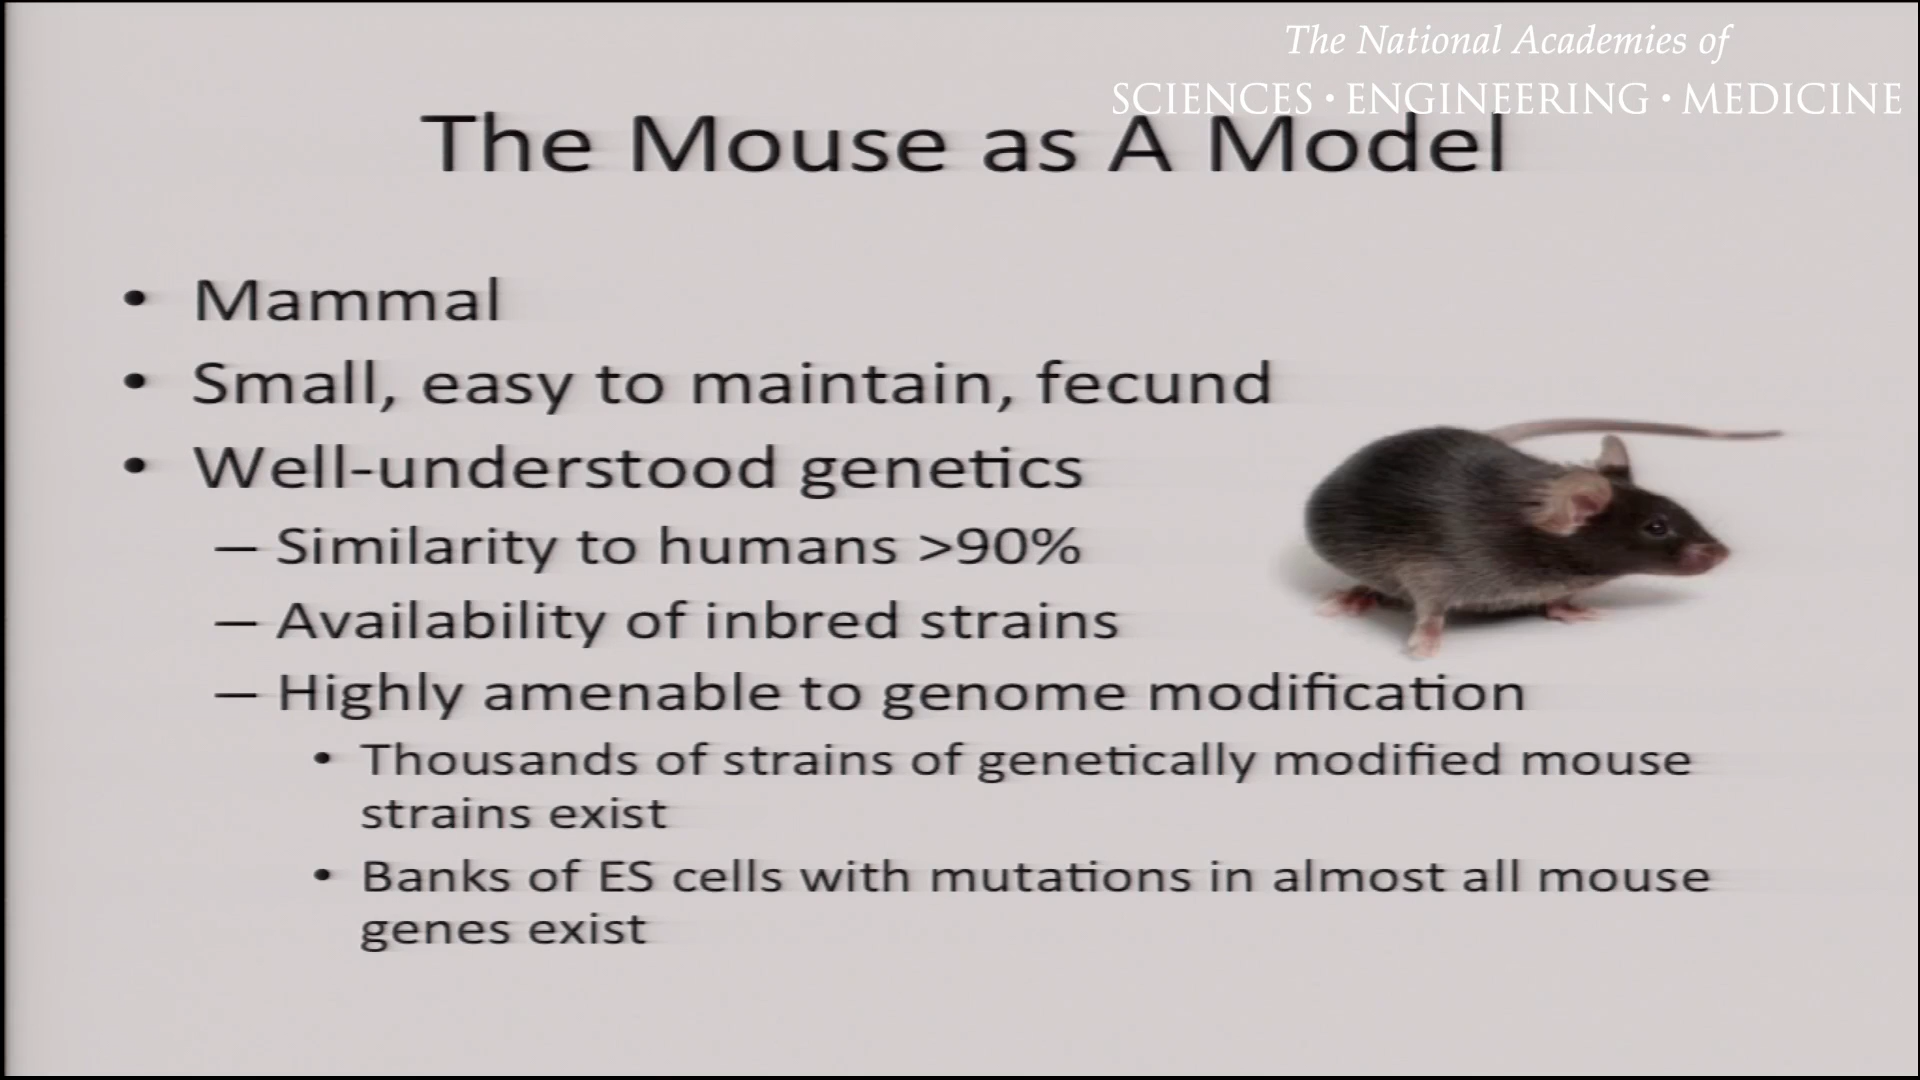 The National Academies of
SCIENCES • ENGINEERING • MEDICINE
The Mouse as A Model
• Mammal
• Small, easy to maintain, fecund
• Well-understood genetics
– Similarity to humans >90%
– Availability of inbred strains
– Highly amenable to genome modification
• Thousands of strains of genetically modified mouse
strains exist
• Banks of ES cells with mutations in almost all mouse
genes exist